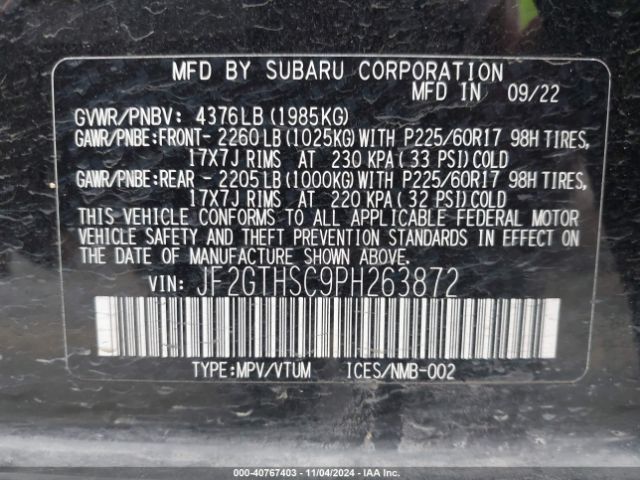 MFD BY SUBARU CORPORATION
MFD IN 09/22
GVWR/PNBV: 4376LB (1985KG)
GAWR/PNBE:FRONT- 2260LB (1025KG) WITH P225/60R17 98H TIRES,
17X7J RIMS AT 230 KPA( 33 PSI) COLD
GAWR/PNBE:REAR - 2205LB (1000KG) WITH P225/60R17 98H TIRES,
17X7J RIMS AT 220 KPA( 32 PSI) COLD
THIS VEHICLE CONFORMS TO ALL APPLICABLE FEDERAL MOTOR
VEHICLE SAFETY AND THEFT PREVENTION STANDARDS IN EFFECT ON
THE DATE OF MANUFACTURE SHOWN ABOVE.
VIN: JF2GTHSC9PH263872
TYPE:MPV/VTUM ICES/NMB-002
000-40767403 - 11/04/2024 - IAA Inc.